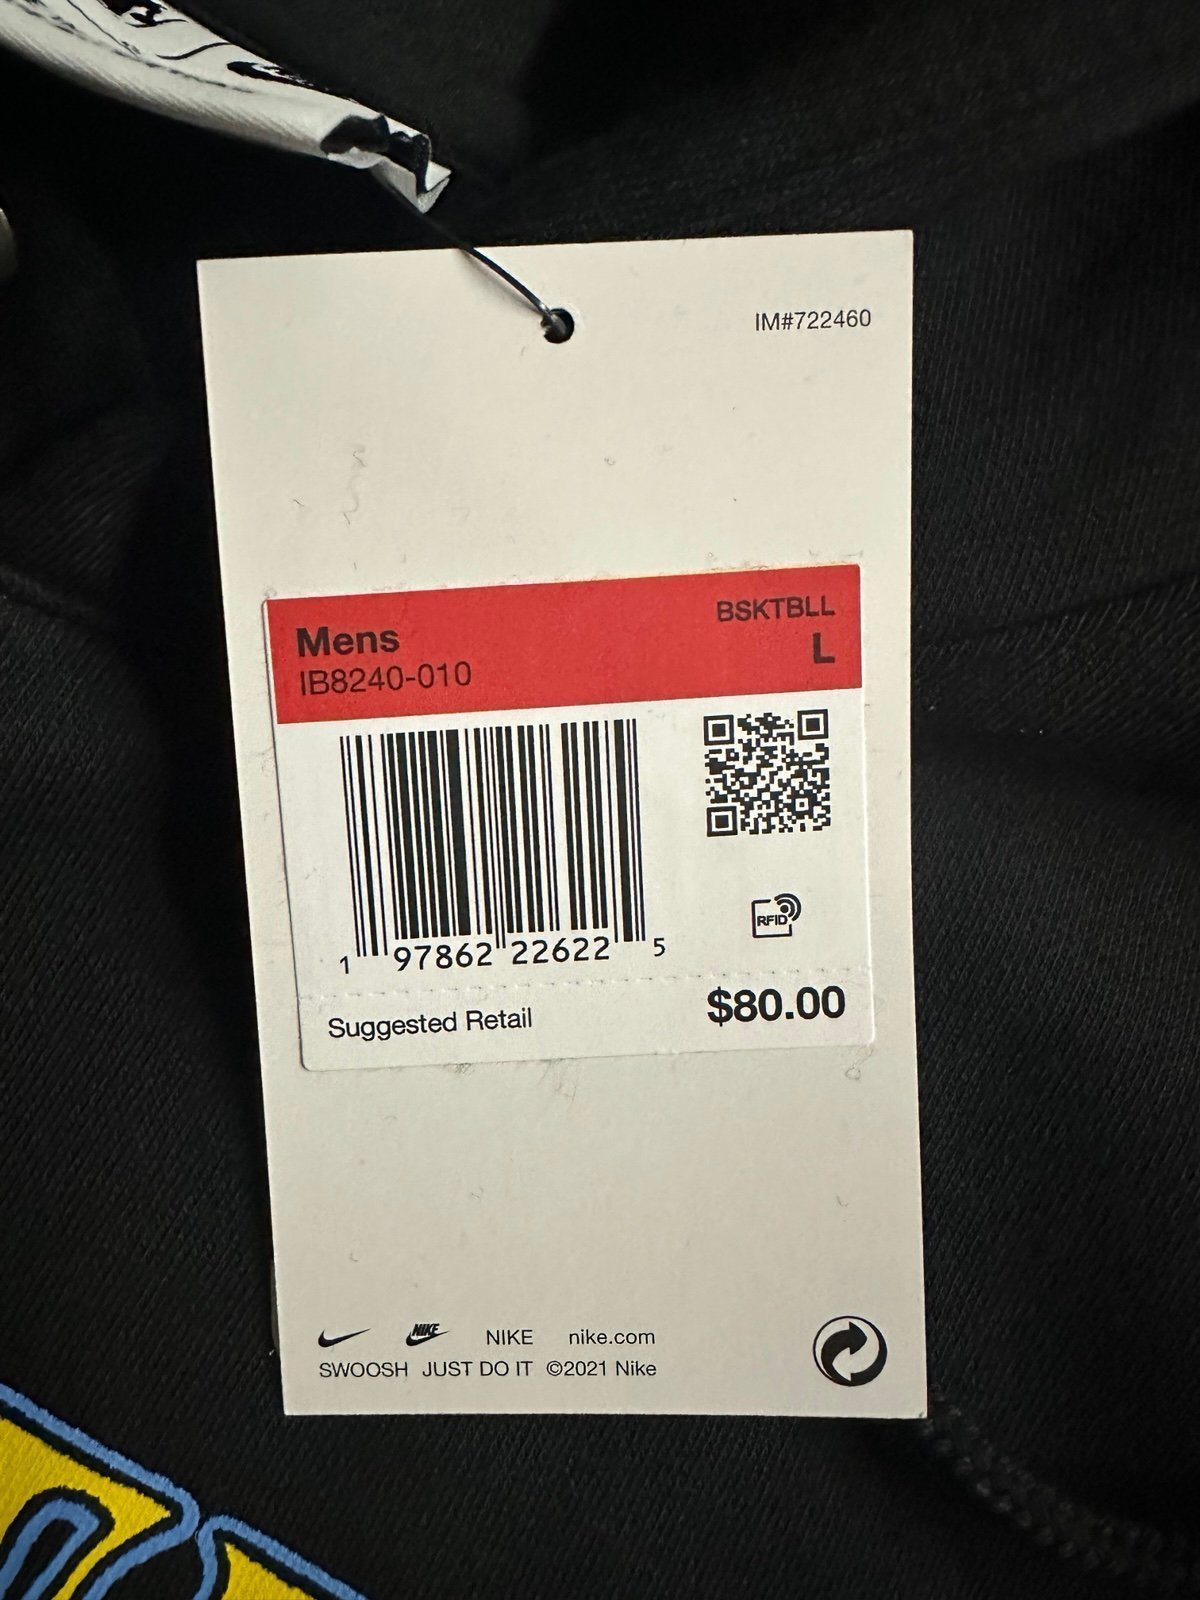 IM#722460
Mens
BSKTBLL
IB8240-010
L
RFID
1 97862 22622 5
Suggested Retail $80.00
NIKE NIKE nike.com
SWOOSH JUST DO IT ©2021 Nike